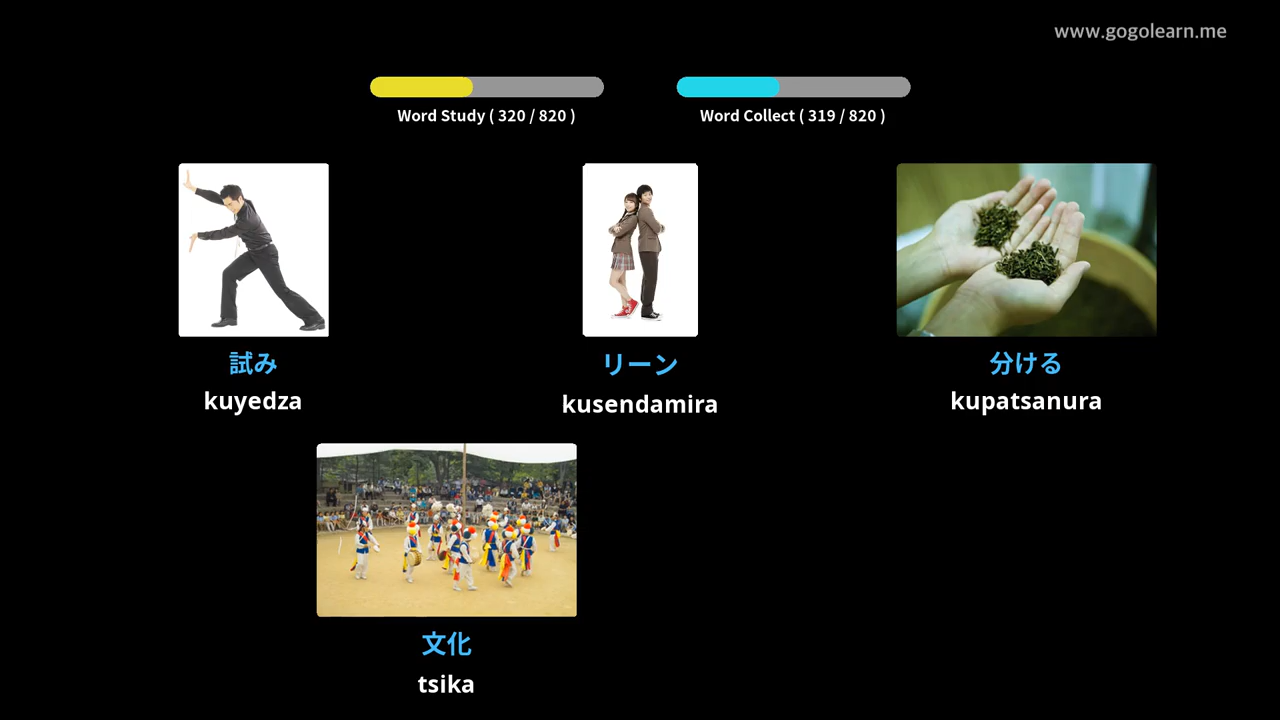 www.gogolearn.me
Word Study ( 320 / 820 )
Word Collect ( 319 / 820 )
試み
kuyedza
リーン
kusendamira
分ける
kupatsanura
文化
tsika